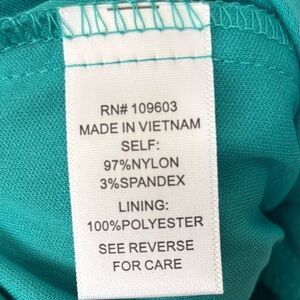 RN# 109603
MADE IN VIETNAM
SELF:
97%NYLON
3%SPANDEX
LINING:
100%POLYESTER
SEE REVERSE
FOR CARE